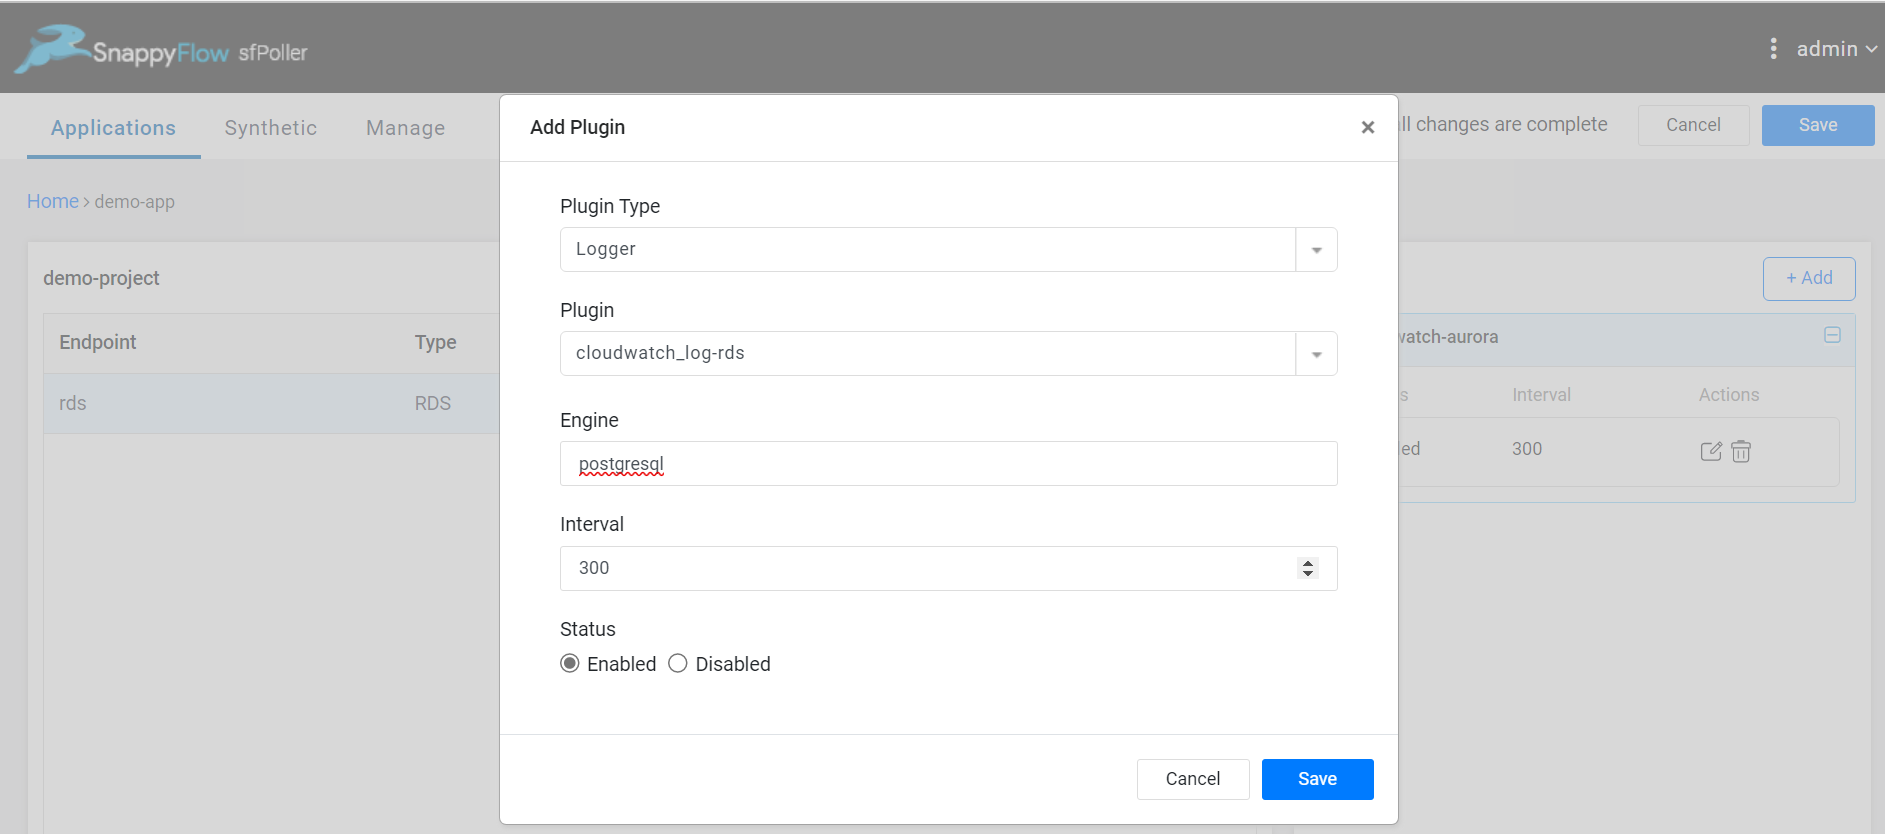 SnappyFlow sfPoller
admin
Applications Synthetic Manage
ll changes are complete Cancel Save
Home > demo-app
demo-project
+ Add
Endpoint Type
rds RDS
watch-aurora
s Interval Actions
ed 300
Add Plugin ×
Plugin Type
Logger
Plugin
cloudwatch_log-rds
Engine
postgresql
Interval
300
Status
Enabled Disabled
Cancel Save